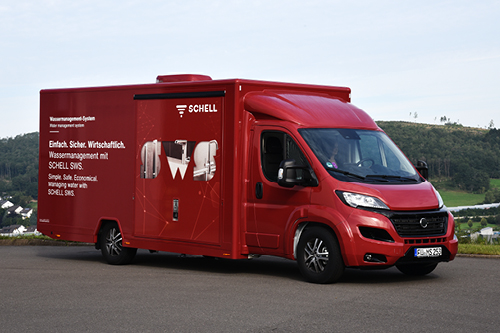 SCHELL
Wassermanagement-System
Water management system
Einfach. Sicher. Wirtschaftlich.
Wassermanagement mit
SCHELL SWS.
Simple. Safe. Economical.
Managing water with
SCHELL SWS.
SWS